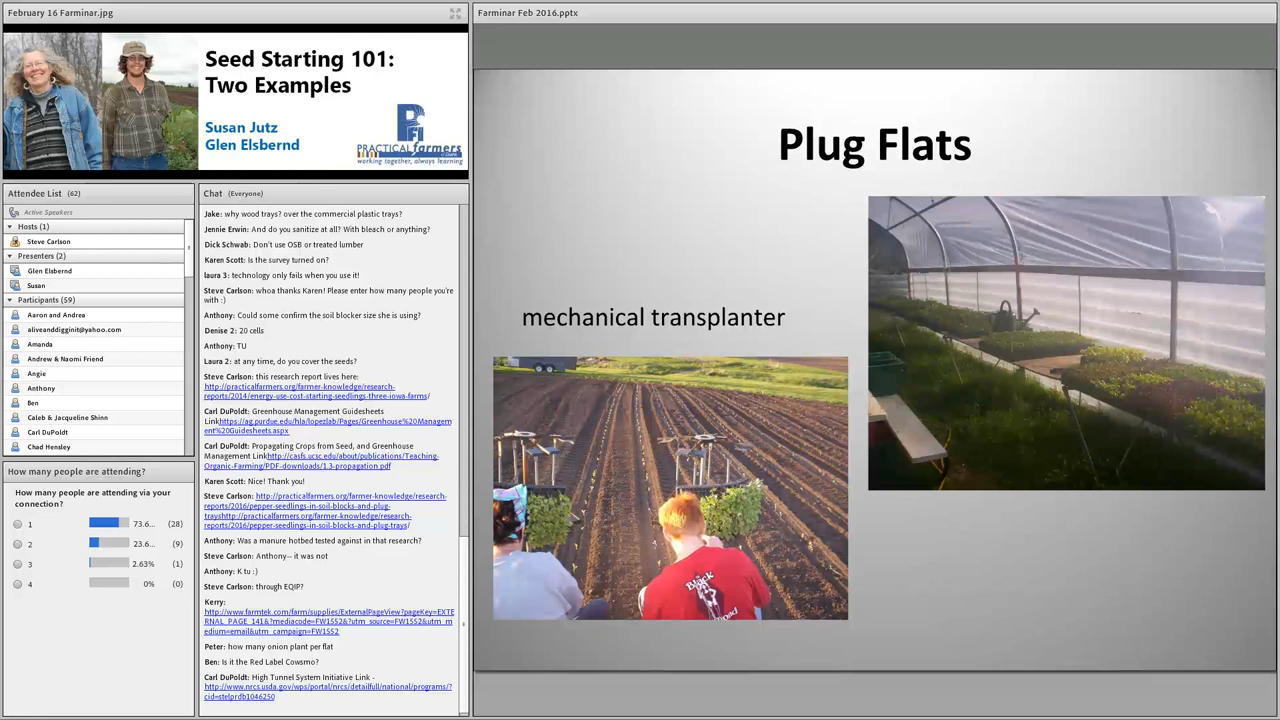 February 16 Farminar.jpg
Seed Starting 101:
Two Examples
Susan Jutz
Glen Elsbernd
PFI
PRACTICAL farmers
of Iowa
working together, always learning
Attendee List (62)
Active Speakers
Hosts (1)
Steve Carlson
Presenters (2)
Glen Elsbernd
Susan
Participants (59)
Aaron and Andrea
aliveanddigginit@yahoo.com
Amanda
Andrew & Naomi Friend
Angie
Anthony
Ben
Caleb & Jacqueline Shinn
Carl DuPoldt
Chad Hensley
How many people are attending?
How many people are attending via your
connection?
1 73.6... (28)
2 23.6... (9)
3 2.63% (1)
4 0% (0)
Chat (Everyone)
Jake: why wood trays? over the commercial plastic trays?
Jennie Erwin: And do you sanitize at all? With bleach or anything?
Dick Schwab: Don't use OSB or treated lumber
Karen Scott: Is the survey turned on?
laura 3: technology only fails when you use it!
Steve Carlson: whoa thanks Karen! Please enter how many people you're
with :)
Anthony: Could some confirm the soil blocker size she is using?
Denise 2: 20 cells
Anthony: TU
Laura 2: at any time, do you cover the seeds?
Steve Carlson: this research report lives here:
http://practicalfarmers.org/farmer-knowledge/research-
reports/2014/energy-use-cost-starting-seedlings-three-iowa-farms/
Carl DuPoldt: Greenhouse Management Guidesheets
Linkhttps://ag.purdue.edu/hla/lopezlab/Pages/Greenhouse%20Managem
ent%20Guidesheets.aspx
Carl DuPoldt: Propagating Crops from Seed, and Greenhouse
Management Linkhttp://casfs.ucsc.edu/about/publications/Teaching-
Organic-Farming/PDF-downloads/1.3-propagation.pdf
Karen Scott: Nice! Thank you!
Steve Carlson: http://practicalfarmers.org/farmer-knowledge/research-
reports/2016/pepper-seedlings-in-soil-blocks-and-plug-
trayshttp://practicalfarmers.org/farmer-knowledge/research-
reports/2016/pepper-seedlings-in-soil-blocks-and-plug-trays/
Anthony: Was a manure hotbed tested against in that research?
Steve Carlson: Anthony-- it was not
Anthony: K tu :)
Steve Carlson: through EQIP?
Kerry:
http://www.farmtek.com/farm/supplies/ExternalPageView?pageKey=EXTE
RNAL_PAGE_141&?mediacode=FW1552&?utm_source=FW1552&utm_m
edium=email&utm_campaign=FW1552
Peter: how many onion plant per flat
Ben: Is it the Red Label Cowsmo?
Carl DuPoldt: High Tunnel System Initiative Link -
http://www.nrcs.usda.gov/wps/portal/nrcs/detailfull/national/programs/?
cid=stelprdb1046250
Farminar Feb 2016.pptx
Plug Flats
mechanical transplanter